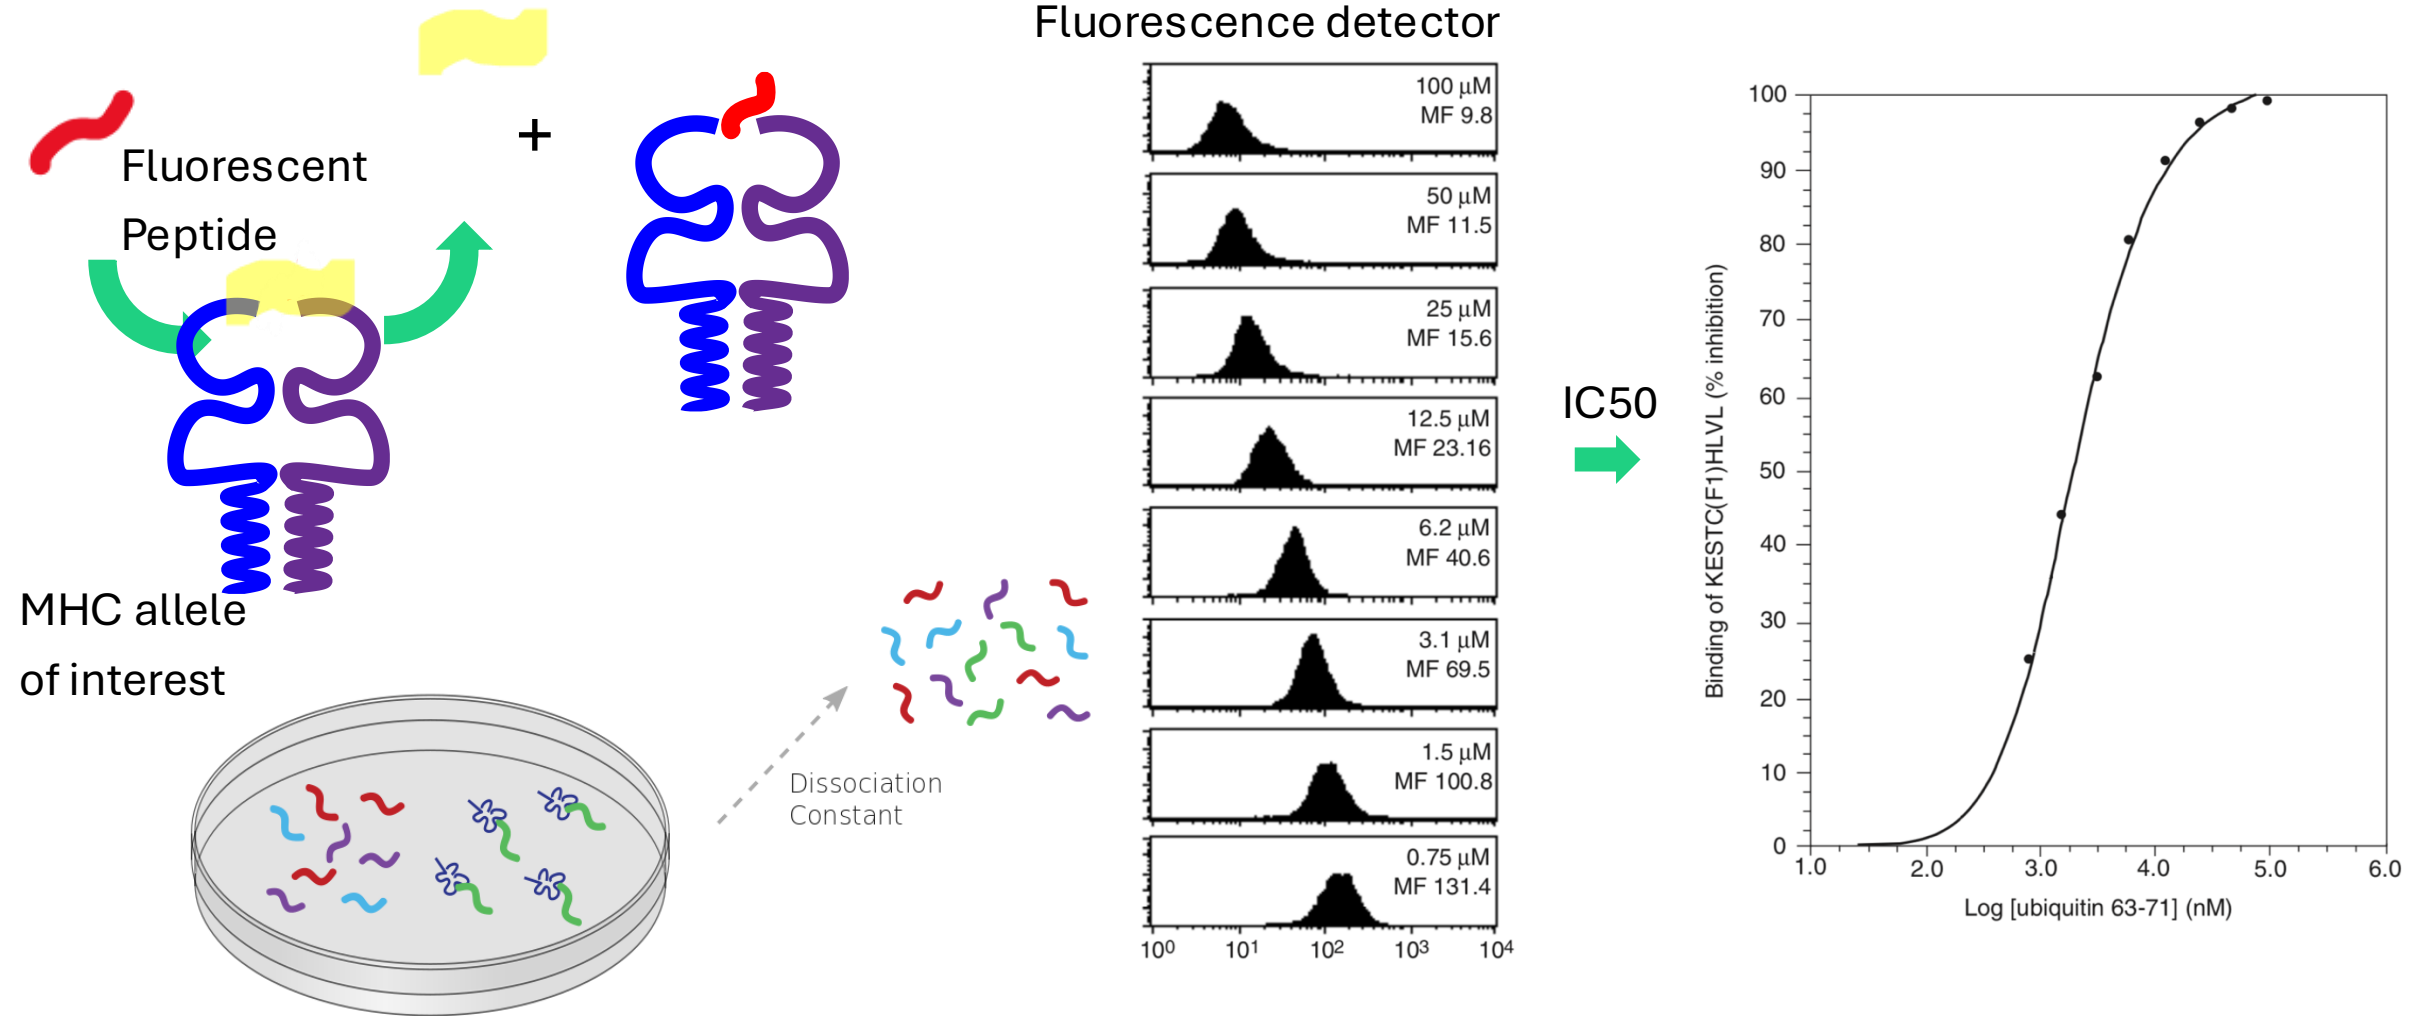 Fluorescence detector
Fluorescent
Peptide
+
MHC allele
of interest
Dissociation
Constant
100 µM
MF 9.8
50 µM
MF 11.5
25 µM
MF 15.6
12.5 µM
MF 23.16
6.2 µM
MF 40.6
3.1 µM
MF 69.5
1.5 µM
MF 100.8
0.75 µM
MF 131.4
10⁰ 10¹ 10² 10³ 10⁴
IC50
Binding of KESTC(F1)HLVL (% inhibition)
100
90
80
70
60
50
40
30
20
10
0
1.0 2.0 3.0 4.0 5.0 6.0
Log [ubiquitin 63-71] (nM)